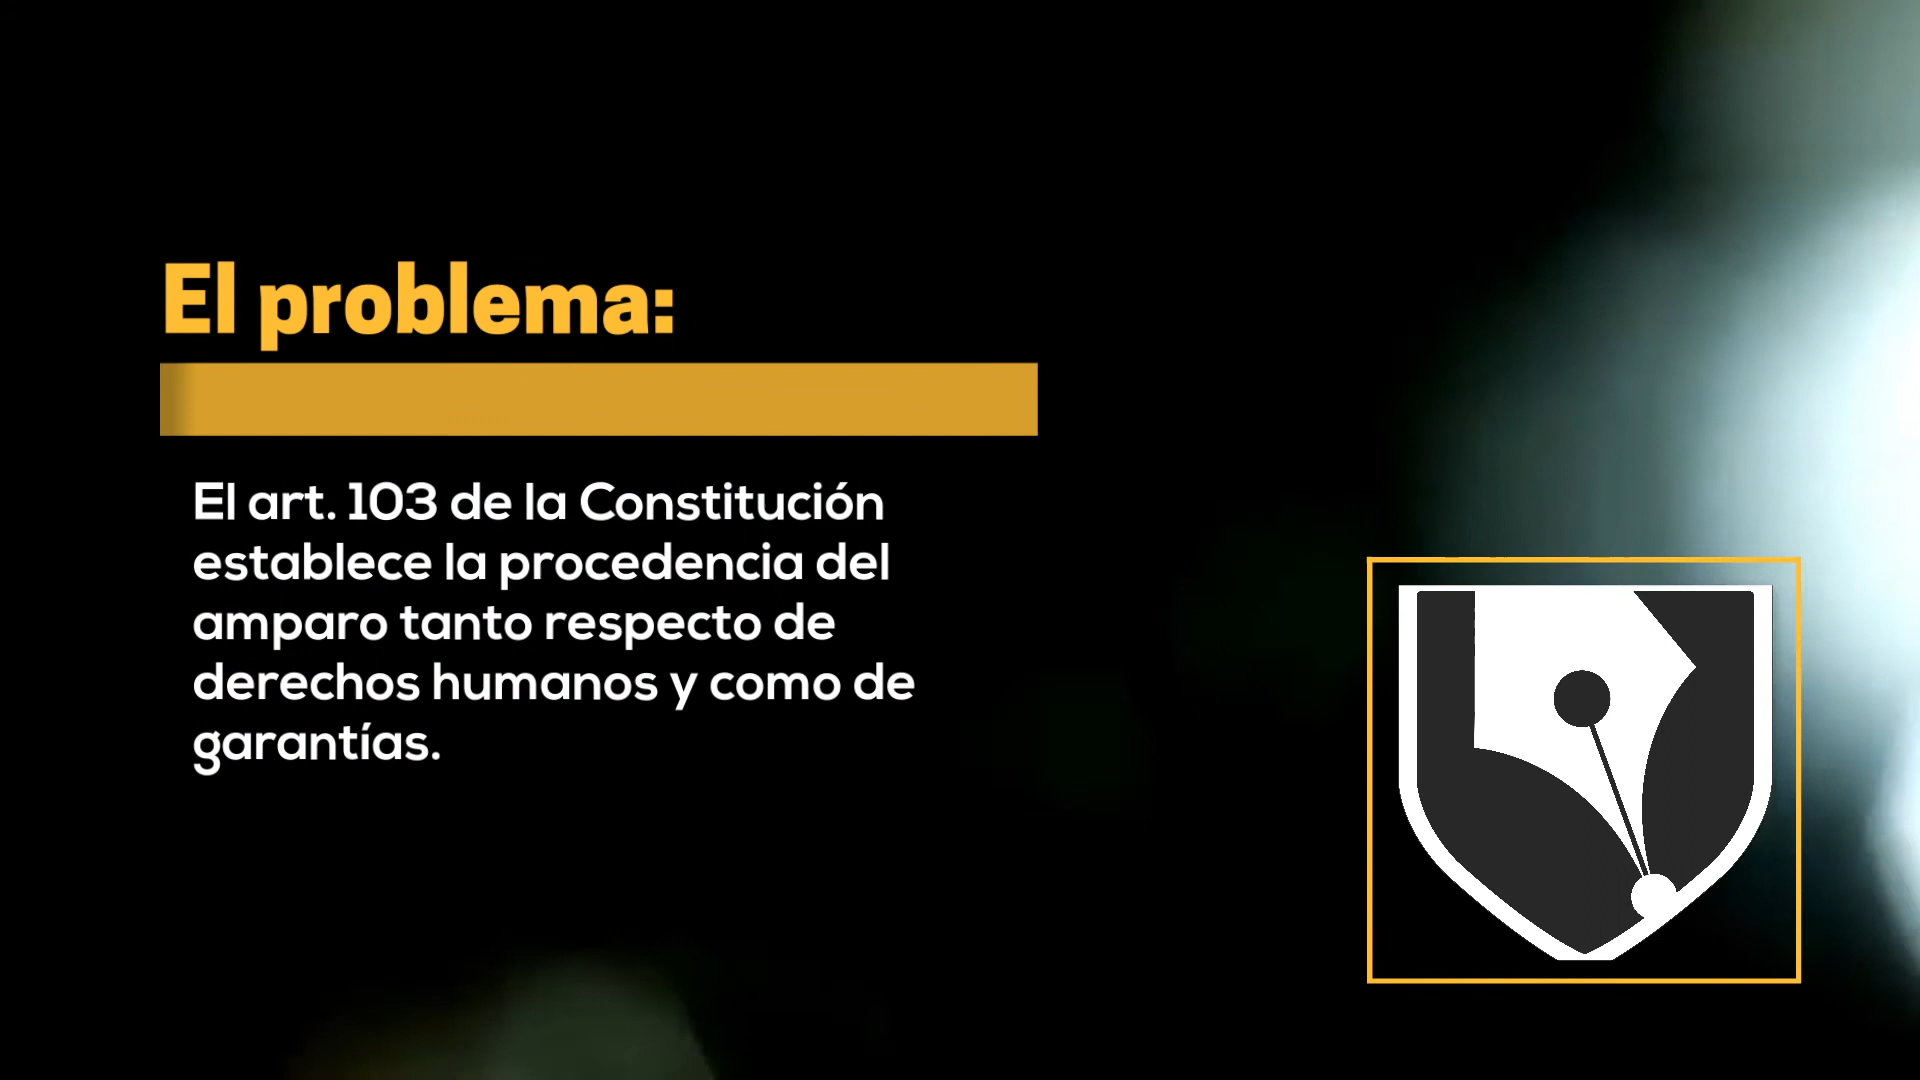 El problema:
El art. 103 de la Constitución
establece la procedencia del
amparo tanto respecto de
derechos humanos y como de
garantías.